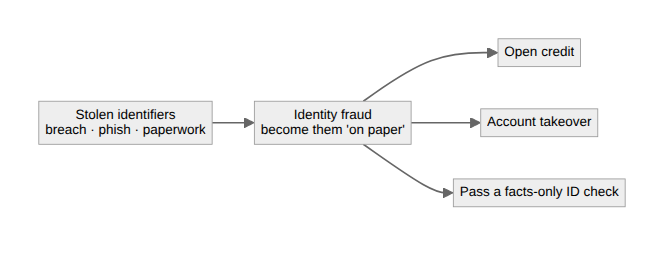 Stolen identifiers
breach · phish · paperwork
Identity fraud
become them 'on paper'
Open credit
Account takeover
Pass a facts-only ID check